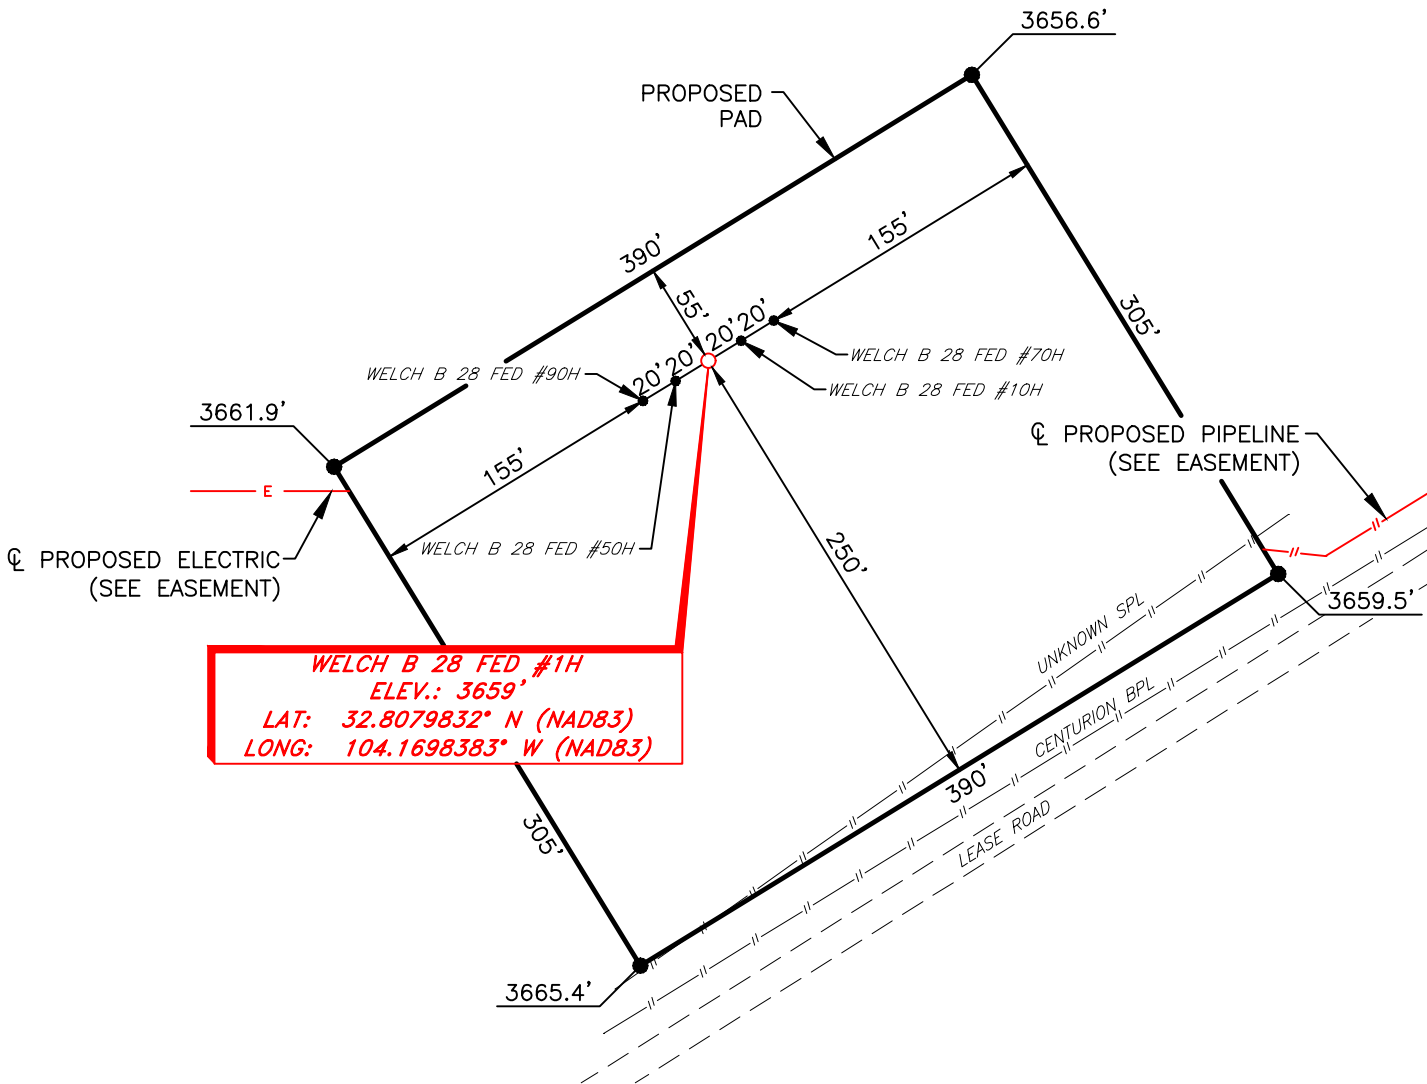 3656.6'
PROPOSED
PAD
390'
155'
55'
20'
20'
20'
20'
305'
WELCH B 28 FED #90H
WELCH B 28 FED #70H
WELCH B 28 FED #10H
3661.9'
155'
℄ PROPOSED PIPELINE
(SEE EASEMENT)
E
WELCH B 28 FED #50H
℄ PROPOSED ELECTRIC
(SEE EASEMENT)
250'
3659.5'
UNKNOWN SPL
WELCH B 28 FED #1H
ELEV.: 3659'
LAT: 32.8079832° N (NAD83)
LONG: 104.1698383° W (NAD83)
CENTURION BPL
390'
305'
LEASE ROAD
3665.4'